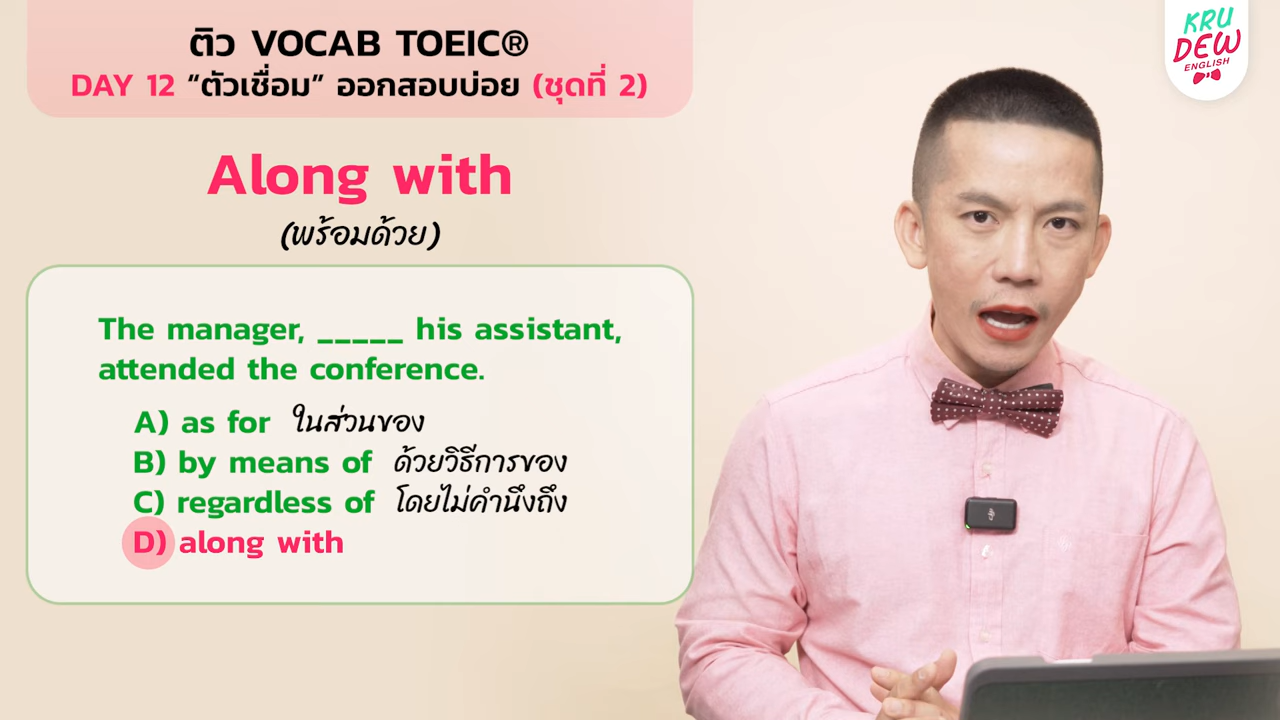 ติว VOCAB TOEIC®
DAY 12 “ตัวเชื่อม” ออกสอบบ่อย (ชุดที่ 2)
KRU
DEW
ENGLISH
Along with
(พร้อมด้วย)
The manager, _____ his assistant,
attended the conference.
A) as for ในส่วนของ
B) by means of ด้วยวิธีการของ
C) regardless of โดยไม่คำนึงถึง
D) along with